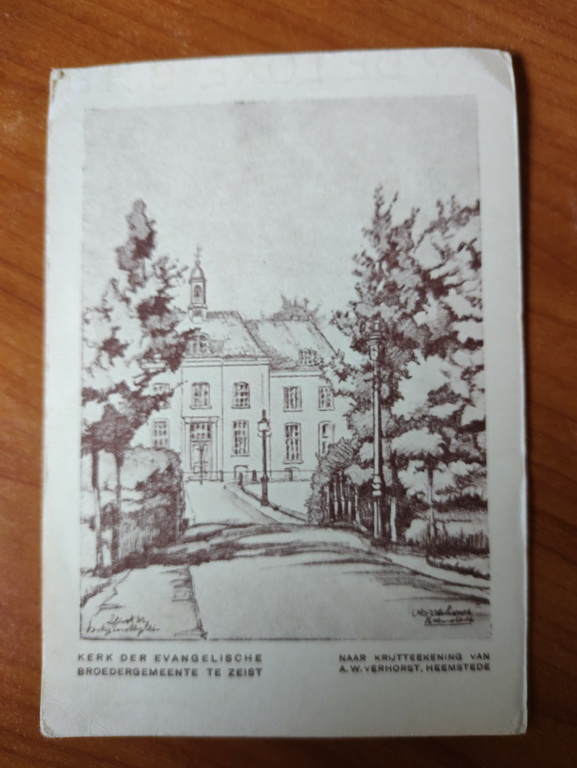 KERK DER EVANGELISCHE
BROEDERGEMEENTE TE ZEIST
NAAR KRIJTTEEKENING VAN
A. W. VERHORST, HEEMSTEDE